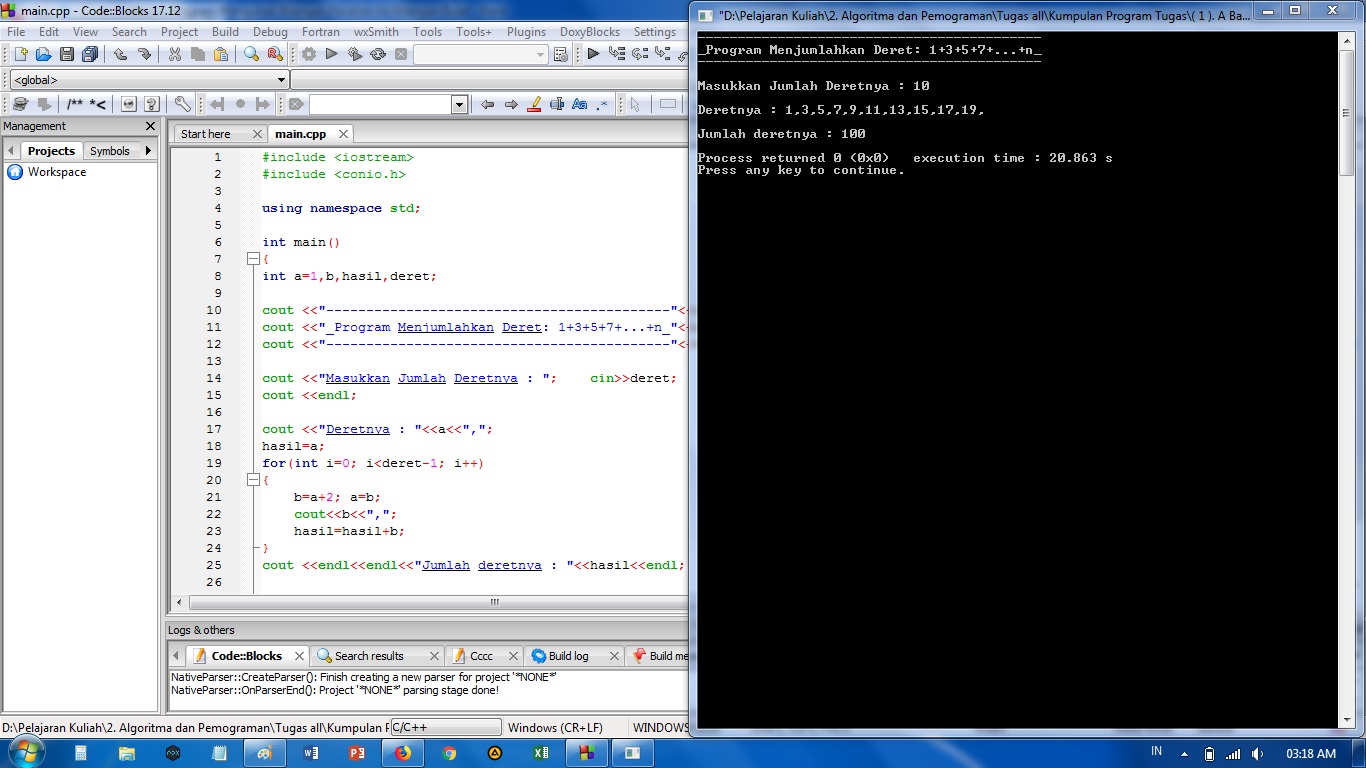 main.cpp - Code::Blocks 17.12
File Edit View Search Project Build Debug Fortran wxSmith Tools Tools+ Plugins DoxyBlocks Settings
<global>
/** *<
Aa .*
Management
Projects Symbols
Workspace
Start here main.cpp
1 #include <iostream>
2 #include <conio.h>
3
4 using namespace std;
5
6 int main()
7 {
8 int a=1,b,hasil,deret;
9
10 cout <<"-------------------------------------------"<<
11 cout <<"_Program Menjumlahkan Deret: 1+3+5+7+...+n_"<<
12 cout <<"-------------------------------------------"<<
13
14 cout <<"Masukkan Jumlah Deretnya : "; cin>>deret;
15 cout <<endl;
16
17 cout <<"Deretnya : "<<a<<",";
18 hasil=a;
19 for(int i=0; i<deret-1; i++)
20 {
21 b=a+2; a=b;
22 cout<<b<<",";
23 hasil=hasil+b;
24 }
25 cout <<endl<<endl<<"Jumlah deretnya : "<<hasil<<endl;
26
Logs & others
Code::Blocks Search results Cccc Build log Build me
NativeParser::CreateParser(): Finish creating a new parser for project '*NONE*'
NativeParser::OnParserEnd(): Project '*NONE*' parsing stage done!
D:\Pelajaran Kuliah\2. Algoritma dan Pemograman\Tugas all\Kumpulan P C/C++ Windows (CR+LF) WINDOWS
"D:\Pelajaran Kuliah\2. Algoritma dan Pemograman\Tugas all\Kumpulan Program Tugas\( 1 ). A Ba...
-------------------------------------------
_Program Menjumlahkan Deret: 1+3+5+7+...+n_
-------------------------------------------
Masukkan Jumlah Deretnya : 10
Deretnya : 1,3,5,7,9,11,13,15,17,19,
Jumlah deretnya : 100
Process returned 0 (0x0) execution time : 20.863 s
Press any key to continue.
IN 03:18 AM